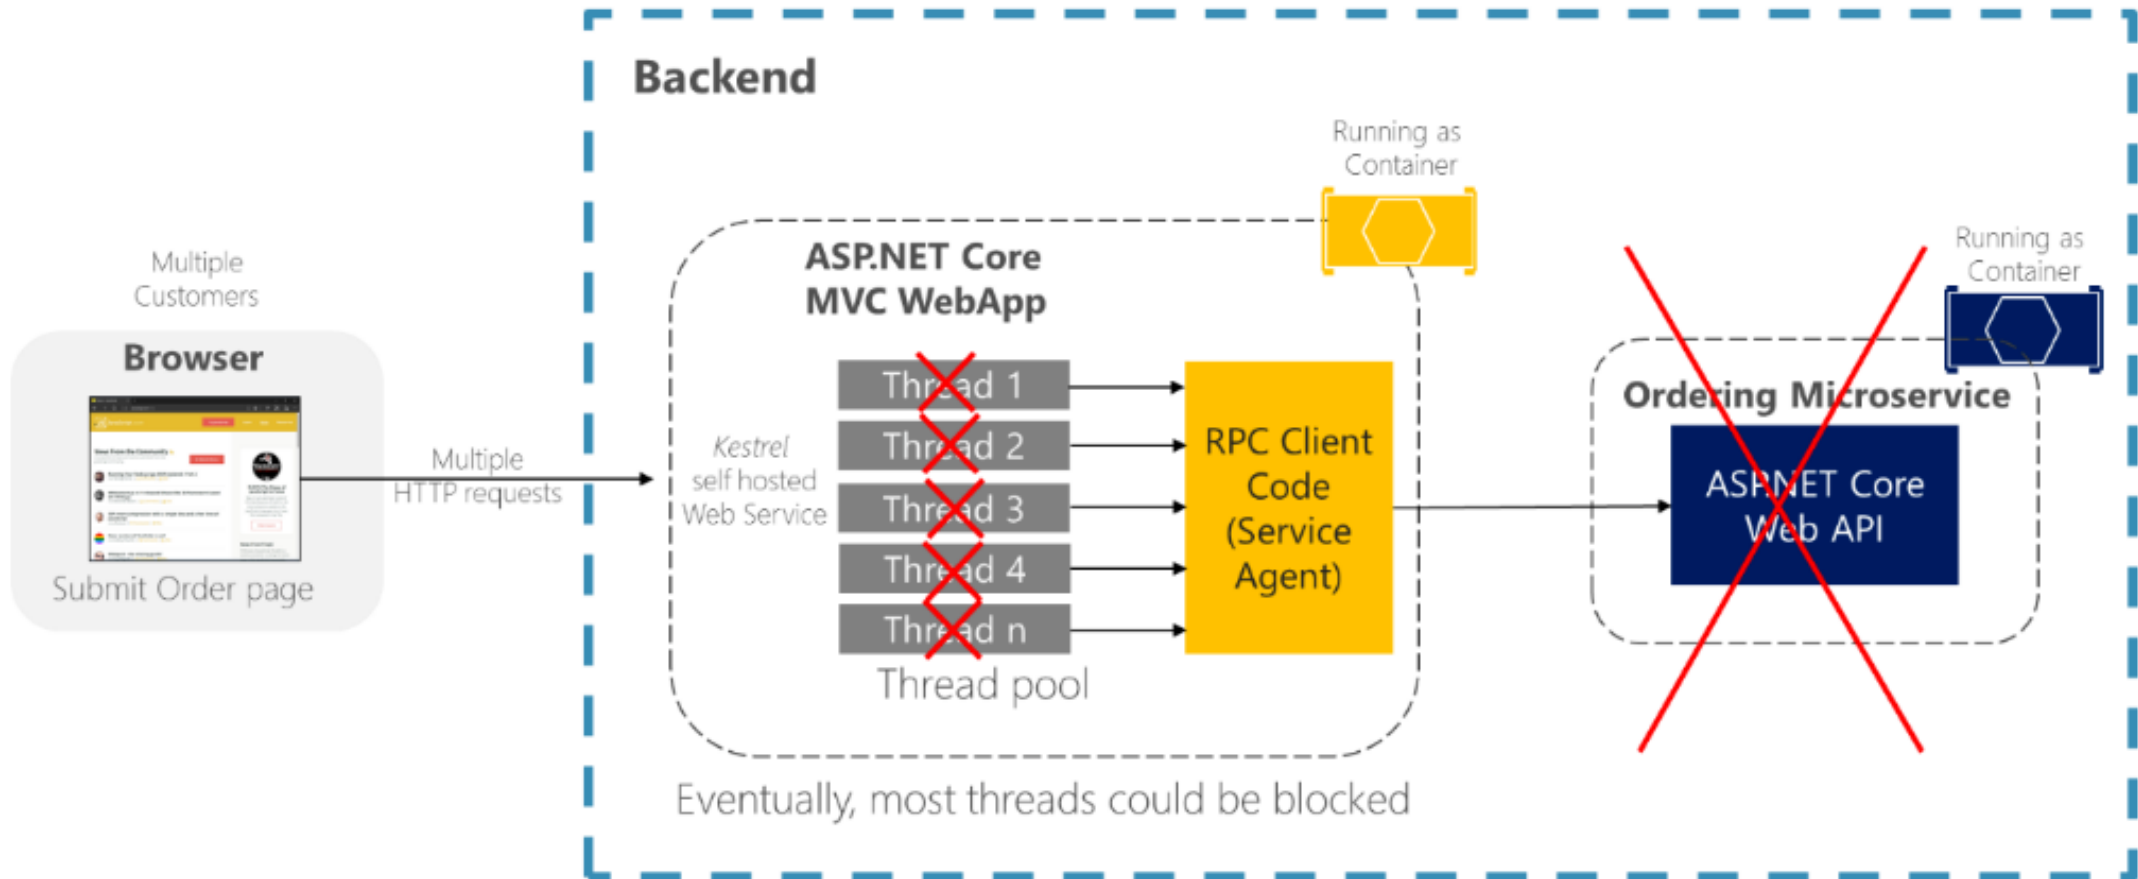 Backend
Running as
Container
Running as
Container
Multiple
Customers
Browser
Submit Order page
Multiple
HTTP requests
ASP.NET Core
MVC WebApp
Kestrel
self hosted
Web Service
Thread 1
Thread 2
Thread 3
Thread 4
Thread n
Thread pool
RPC Client
Code
(Service
Agent)
Ordering Microservice
ASP.NET Core
Web API
Eventually, most threads could be blocked